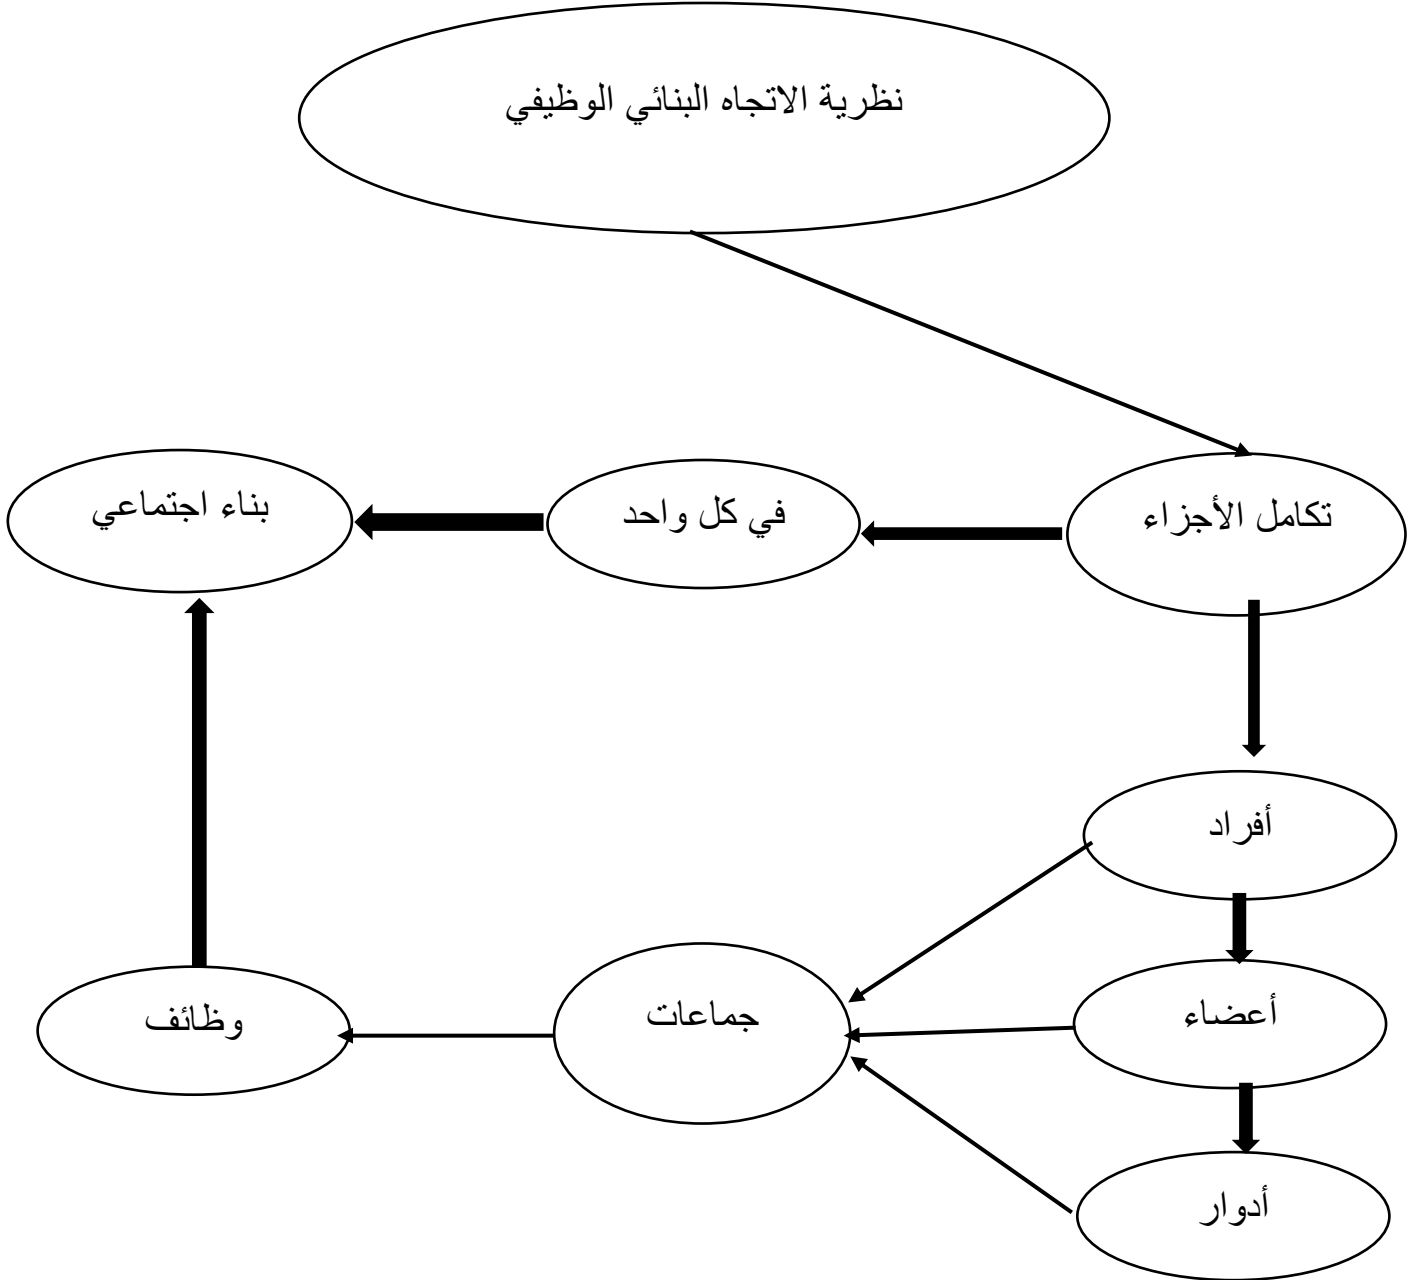 نظرية الاتجاه البنائي الوظيفي
تكامل الأجزاء
في كل واحد
بناء اجتماعي
أفراد
أعضاء
جماعات
وظائف
أدوار